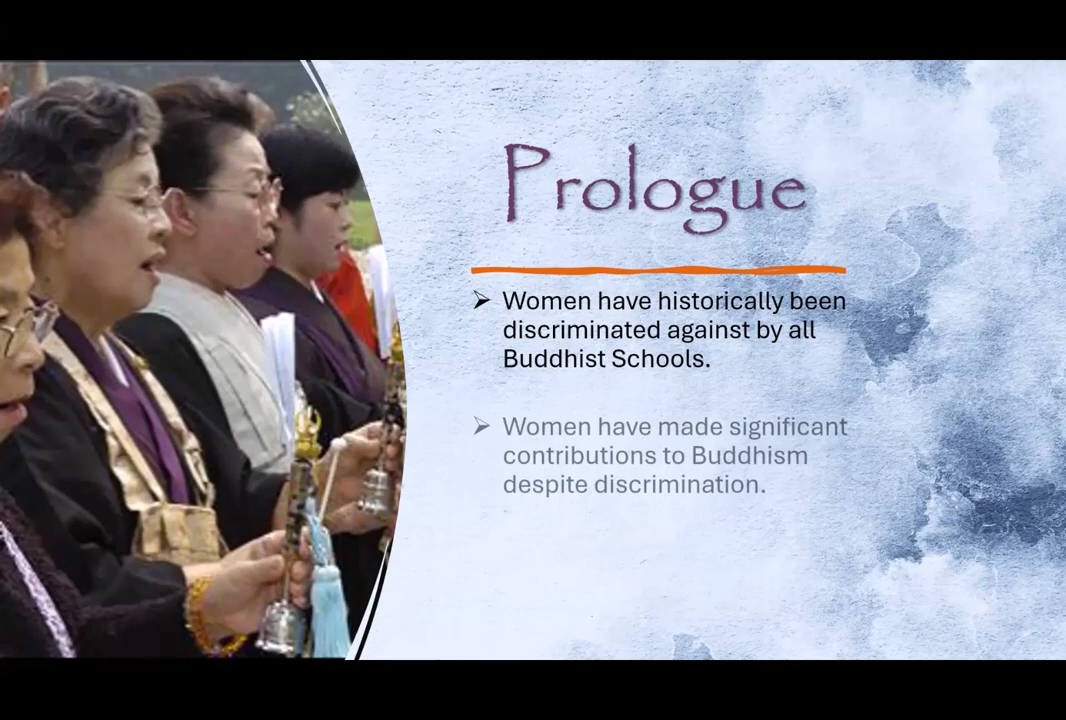 Prologue
➢ Women have historically been
discriminated against by all
Buddhist Schools.
➢ Women have made significant
contributions to Buddhism
despite discrimination.